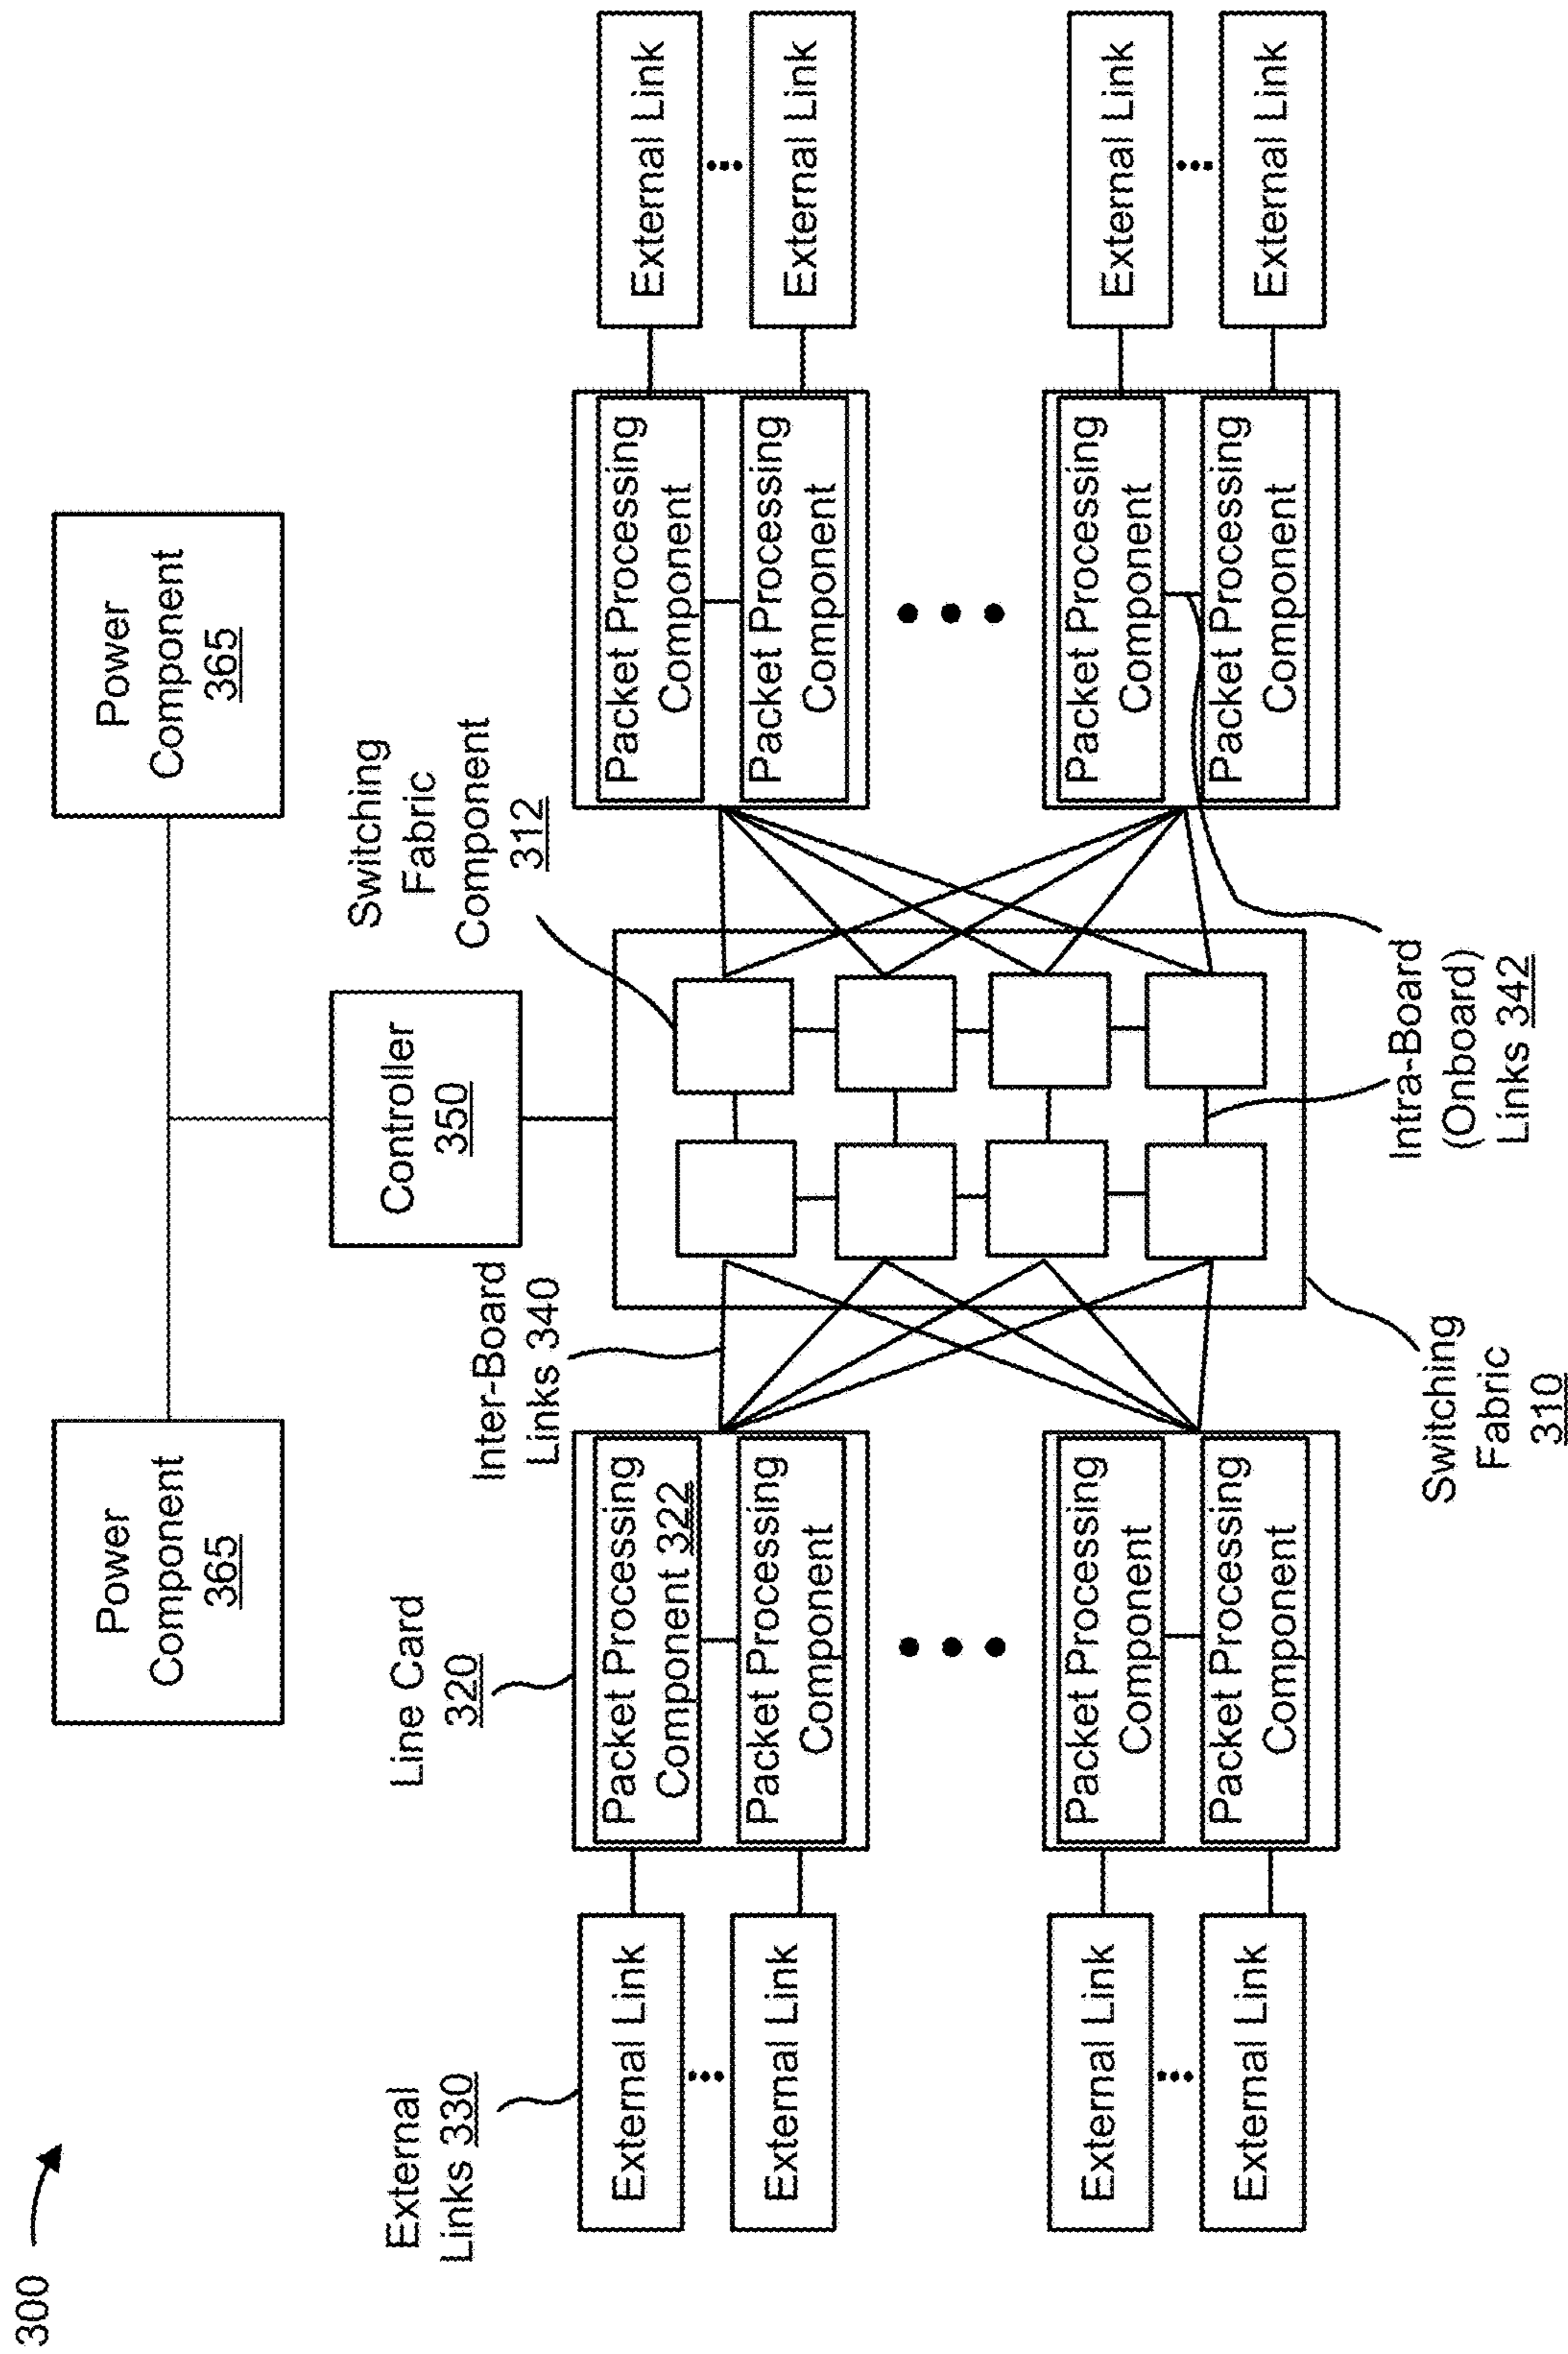 300
Power
Component
365
Power
Component
365
Controller
350
External
Links 330
Line Card
320
Inter-Board
Links 340
Switching
Fabric
Component
312
External Link
External Link
Packet Processing
Component 322
Packet Processing
Component
Packet Processing
Component
Packet Processing
Component
External Link
External Link
External Link
External Link
Packet Processing
Component
Packet Processing
Component
Packet Processing
Component
Packet Processing
Component
External Link
External Link
Switching
Fabric
310
Intra-Board
(Onboard)
Links 342